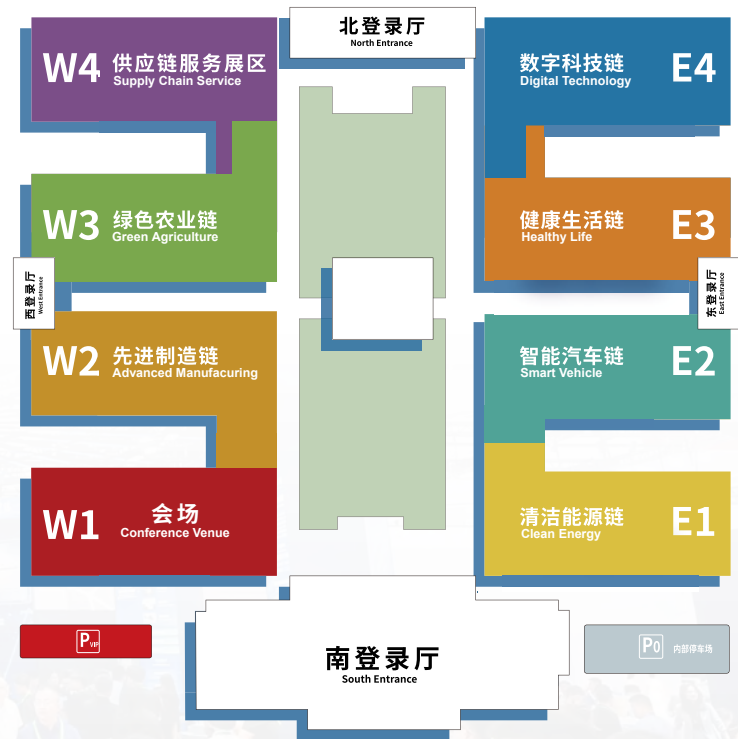 北登录厅
North Entrance
W4
供应链服务展区
Supply Chain Service
数字科技链
Digital Technology
E4
W3
绿色农业链
Green Agriculture
健康生活链
Healthy Life
E3
西登录厅
West Entrance
东登录厅
East Entrance
W2
先进制造链
Advanced Manufacuring
智能汽车链
Smart Vehicle
E2
W1
会场
Conference Venue
清洁能源链
Clean Energy
E1
P VIP
南登录厅
South Entrance
P0
内部停车场